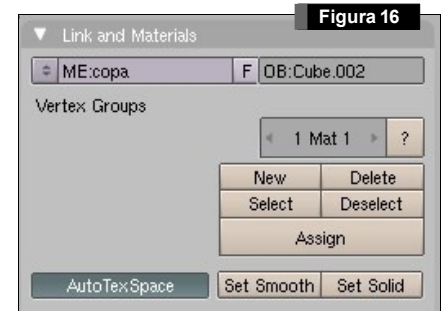 Figura 16
Link and Materials
ME:copa F OB:Cube.002
Vertex Groups
1 Mat 1 ?
New Delete
Select Deselect
Assign
AutoTexSpace Set Smooth Set Solid